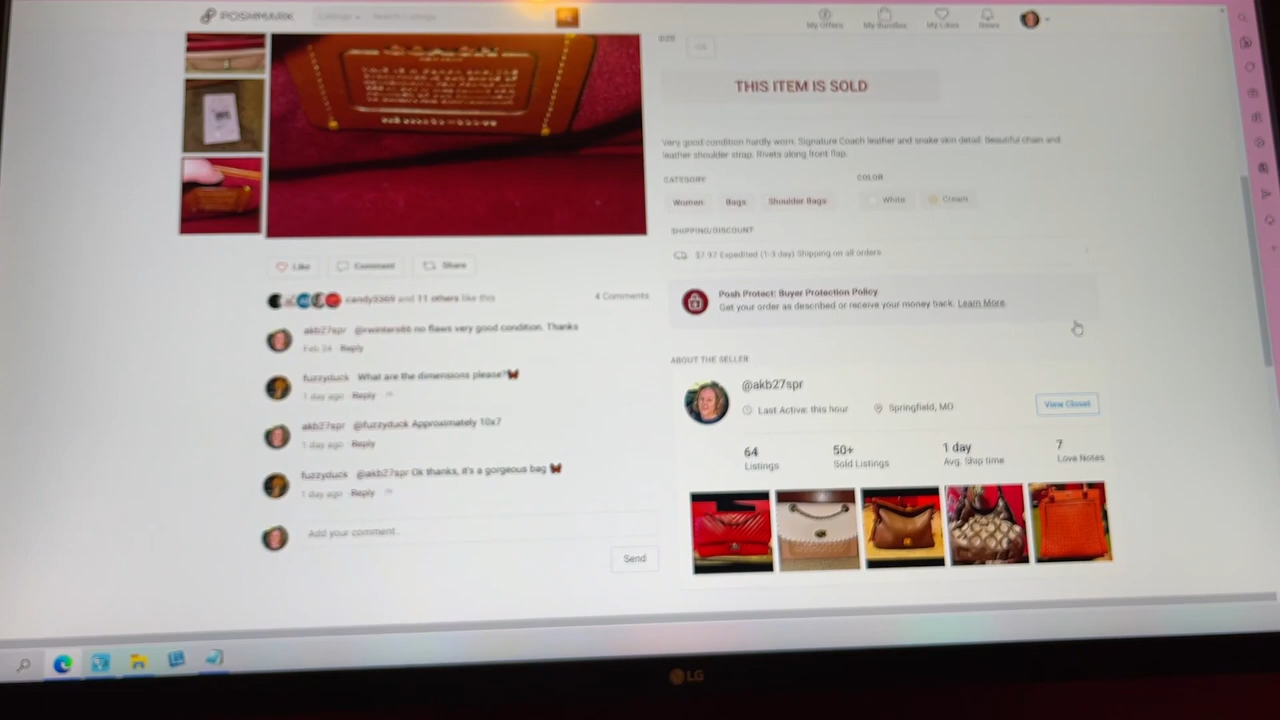 POSHMARK
Listings
Search Listings
My Offers
My Bundles
My Likes
News
THIS ITEM IS SOLD
Very good condition hardly worn. Signature Coach leather and snake skin detail. Beautiful chain and
leather shoulder strap. Rivets along front flap.
CATEGORY
COLOR
Women
Bags
Shoulder Bags
White
Cream
SHIPPING/DISCOUNT
$7.97 Expedited (1-3 day) Shipping on all orders
Posh Protect: Buyer Protection Policy
Get your order as described or receive your money back. Learn More
Like
Comment
Share
and 11 others like this
4 Comments
akb27spr @rwinters86 no flaws very good condition. Thanks
Feb 24 Reply
fuzzyduck What are the dimensions please?
1 day ago Reply
akb27spr @fuzzyduck Approximately 10x7
1 day ago Reply
fuzzyduck @akb27spr Ok thanks, it's a gorgeous bag
1 day ago Reply
Add your comment.
Send
ABOUT THE SELLER
@akb27spr
Last Active: this hour
Springfield, MO
View Closet
64
Listings
50+
Sold Listings
1 day
Avg. Ship time
7
Love Notes
LG